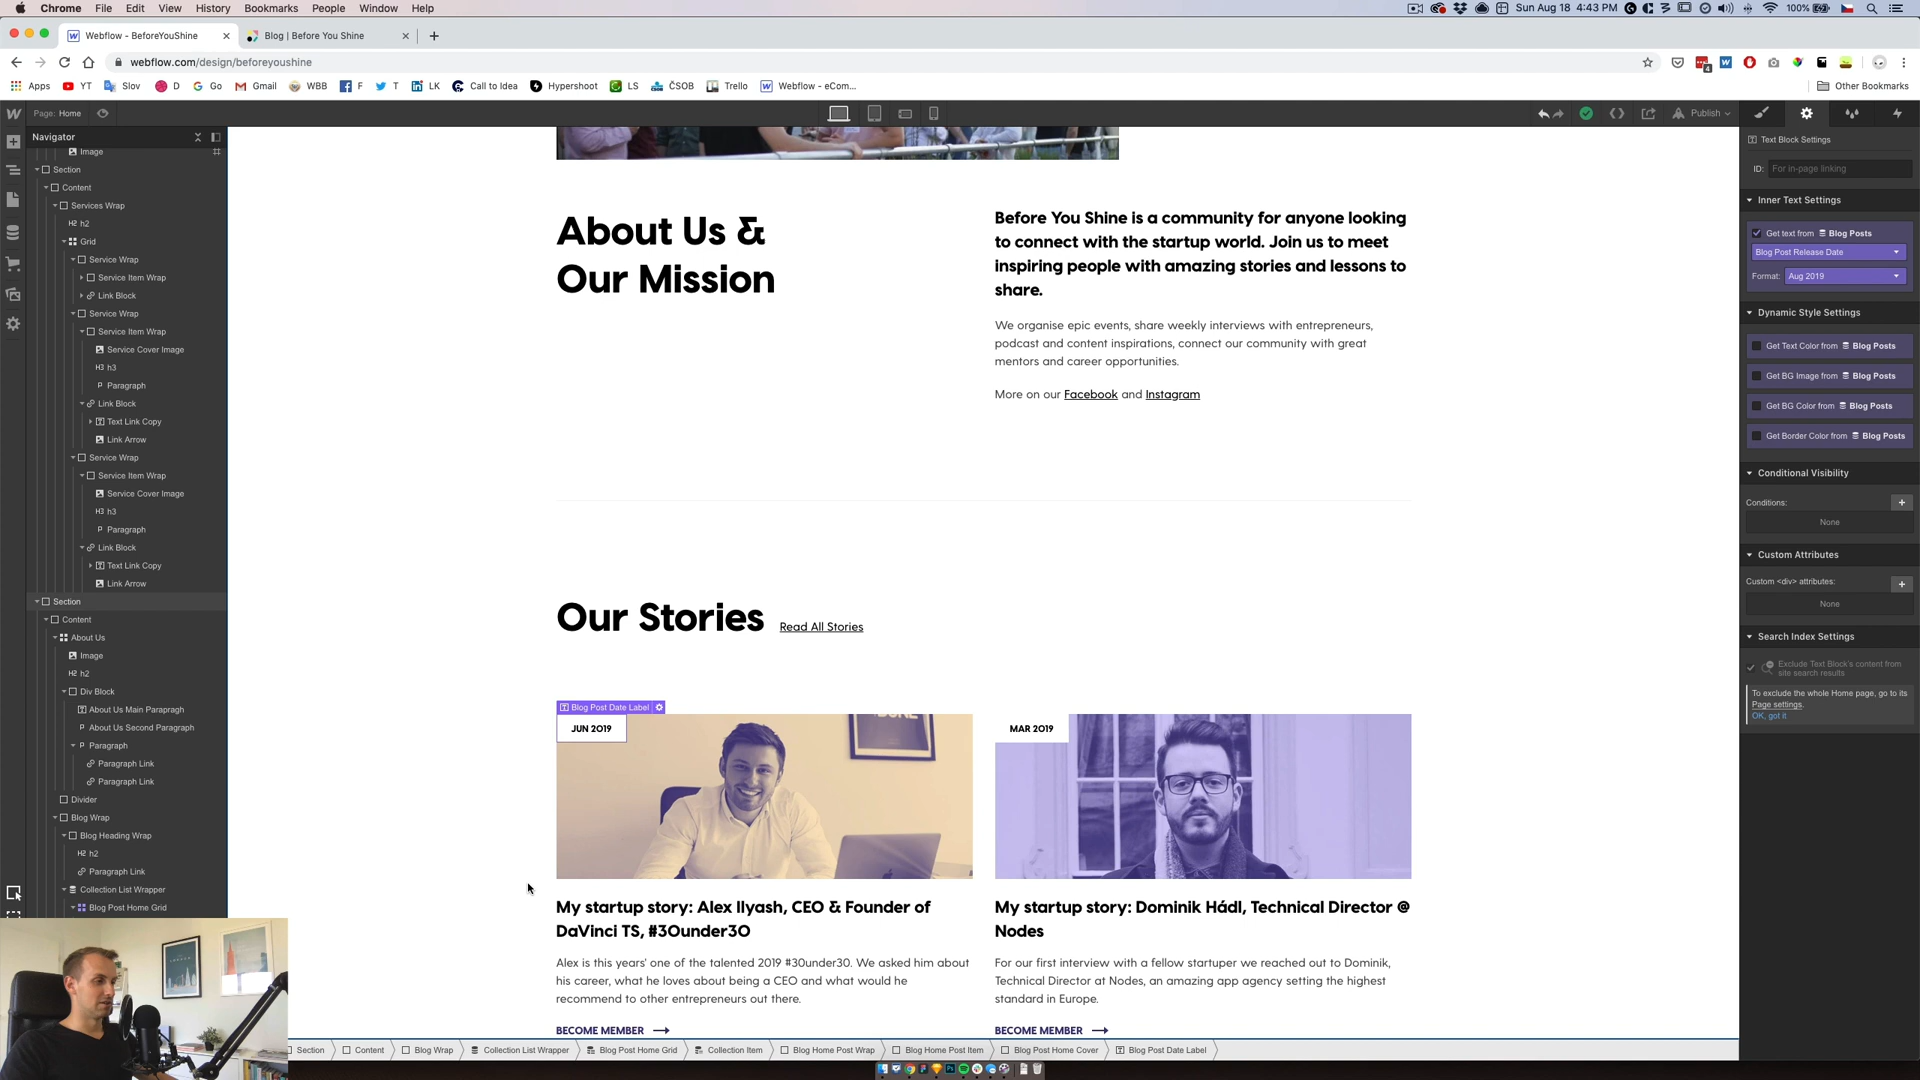 Chrome File Edit View History Bookmarks People Window Help
Sun Aug 18 4:43 PM 100%
Webflow - BeforeYouShine
Blog | Before You Shine
webflow.com/design/beforeyoushine
Apps YT Slov D Go Gmail WBB F T LK Call to Idea Hypershoot LS ČSOB Trello Webflow - eCom... Other Bookmarks
Page: Home
Publish
Navigator
Image
Section
Content
Services Wrap
H2 h2
Grid
Service Wrap
Service Item Wrap
Link Block
Service Wrap
Service Item Wrap
Service Cover Image
H3 h3
P Paragraph
Link Block
Text Link Copy
Link Arrow
Service Wrap
Service Item Wrap
Service Cover Image
H3 h3
P Paragraph
Link Block
Text Link Copy
Link Arrow
Section
Content
About Us
Image
H2 h2
Div Block
About Us Main Parapragh
P About Us Second Paragraph
P Paragraph
Paragraph Link
Paragraph Link
Divider
Blog Wrap
Blog Heading Wrap
H2 h2
Paragraph Link
Collection List Wrapper
Blog Post Home Grid
About Us &
Our Mission
Before You Shine is a community for anyone looking
to connect with the startup world. Join us to meet
inspiring people with amazing stories and lessons to
share.
We organise epic events, share weekly interviews with entrepreneurs,
podcast and content inspirations, connect our community with great
mentors and career opportunities.
More on our Facebook and Instagram
Our Stories Read All Stories
Blog Post Date Label
JUN 2019
MAR 2019
My startup story: Alex Ilyash, CEO & Founder of
DaVinci TS, #30under30
Alex is this years' one of the talented 2019 #30under30. We asked him about
his career, what he loves about being a CEO and what would he
recommend to other entrepreneurs out there.
BECOME MEMBER
My startup story: Dominik Hádl, Technical Director @
Nodes
For our first interview with a fellow startuper we reached out to Dominik,
Technical Director at Nodes, an amazing app agency setting the highest
standard in Europe.
BECOME MEMBER
Section Content Blog Wrap Collection List Wrapper Blog Post Home Grid Collection Item Blog Home Post Wrap Blog Home Post Item Blog Post Home Cover Blog Post Date Label
Text Block Settings
ID: For in-page linking
Inner Text Settings
Get text from Blog Posts
Blog Post Release Date
Format: Aug 2019
Dynamic Style Settings
Get Text Color from Blog Posts
Get BG Image from Blog Posts
Get BG Color from Blog Posts
Get Border Color from Blog Posts
Conditional Visibility
Conditions:
None
Custom Attributes
Custom <div> attributes:
None
Search Index Settings
Exclude Text Block's content from
site search results
To exclude the whole Home page, go to its
Page settings.
OK, got it